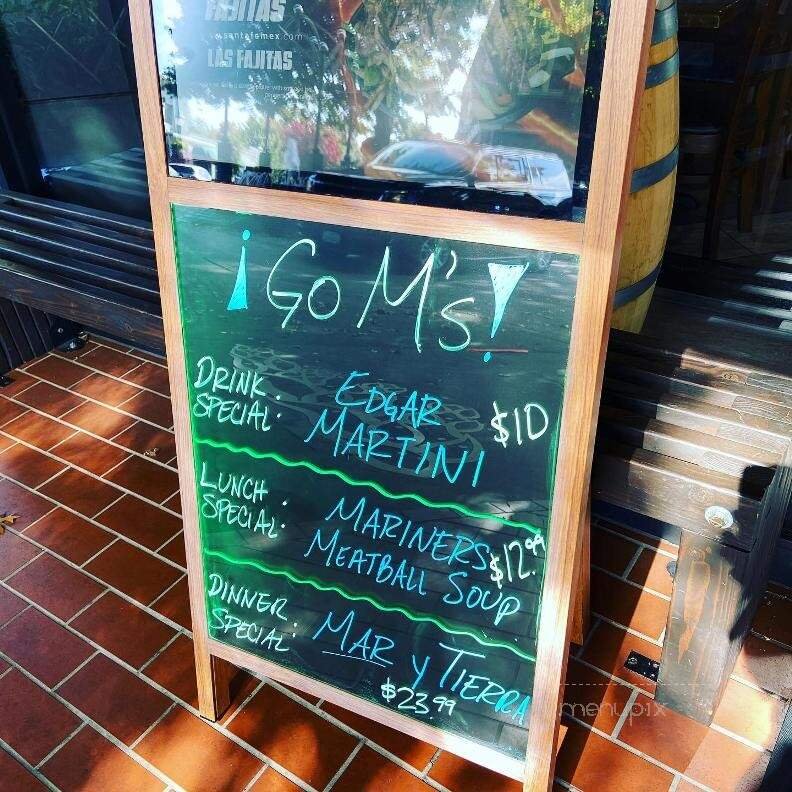 FAJITAS
www.santafemex.com
LAS FAJITAS
¡Go M's!
DRINK SPECIAL:
EDGAR MARTINI
$10
LUNCH SPECIAL:
MARINERS MEATBALL SOUP
$12.99
DINNER SPECIAL:
MAR y TIERRA
$23.99
menupix